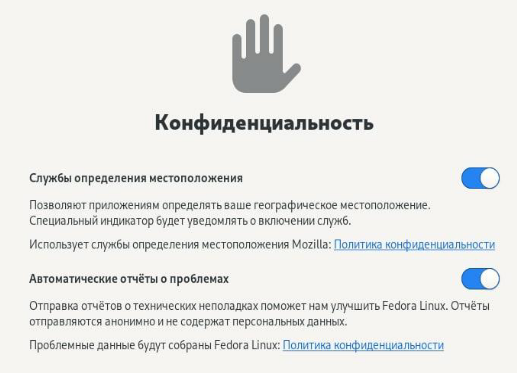 Конфиденциальность
Службы определения местоположения
Позволяют приложениям определять ваше географическое местоположение.
Специальный индикатор будет уведомлять о включении служб.
Использует службы определения местоположения Mozilla: Политика конфиденциальности
Автоматические отчёты о проблемах
Отправка отчётов о технических неполадках поможет нам улучшить Fedora Linux. Отчёты
отправляются анонимно и не содержат персональных данных.
Проблемные данные будут собраны Fedora Linux: Политика конфиденциальности